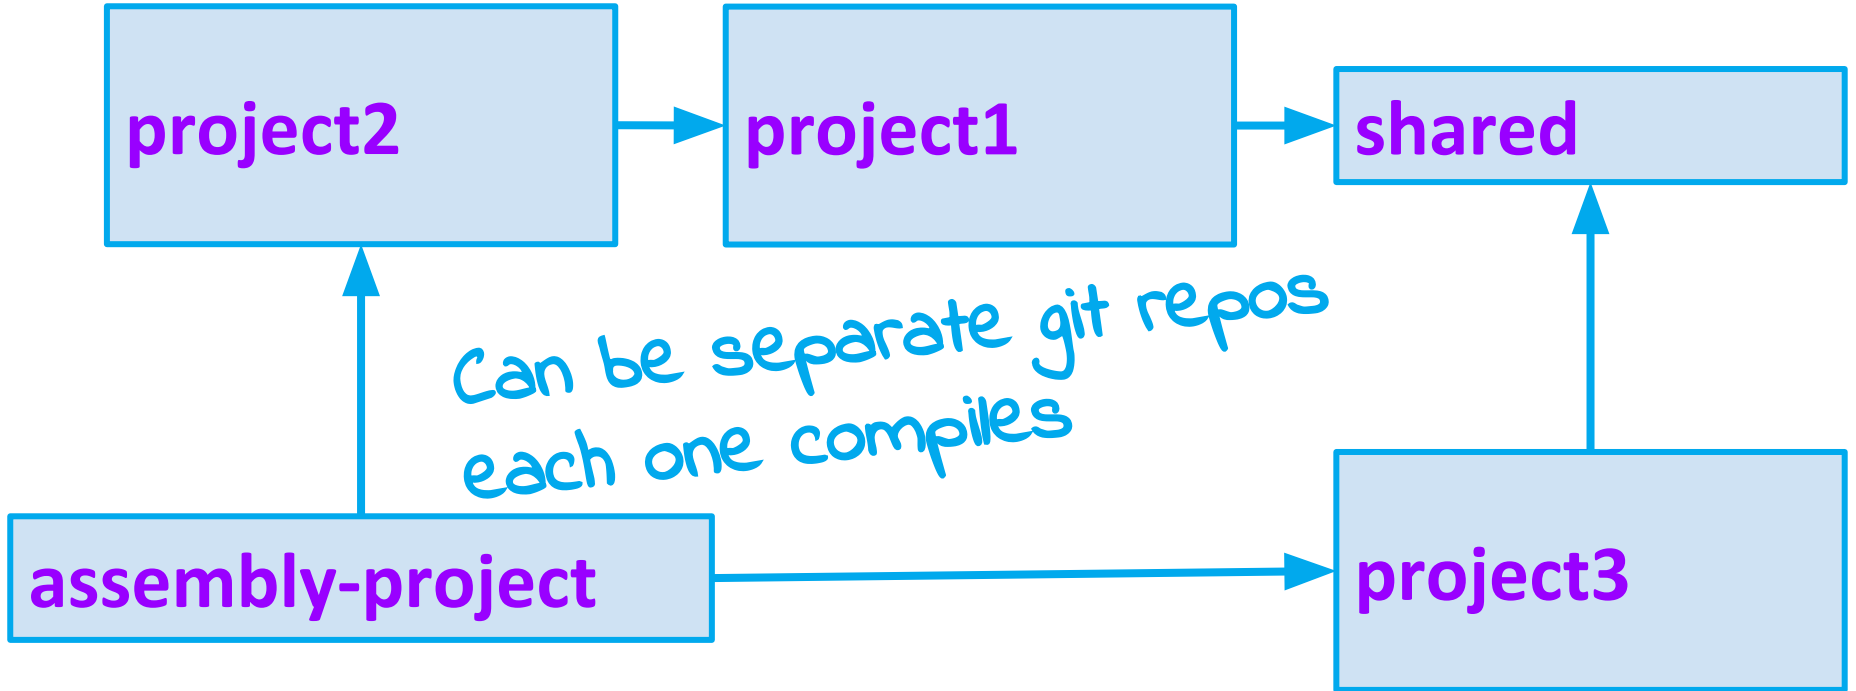 project2
project1
shared
Can be separate git repos
each one compiles
assembly-project
project3